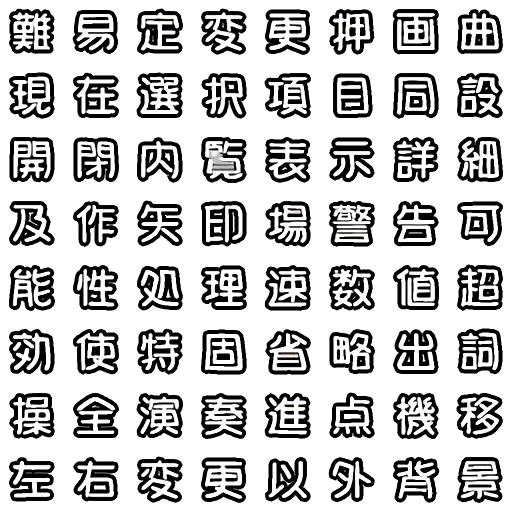 難易定変更押画曲
現在選択項目同設
開閉内覧表示詳細
及作矢印場警告可
能性処理速数値超
効使特固省略出詞
操全演奏進点機移
左右変更以外背景